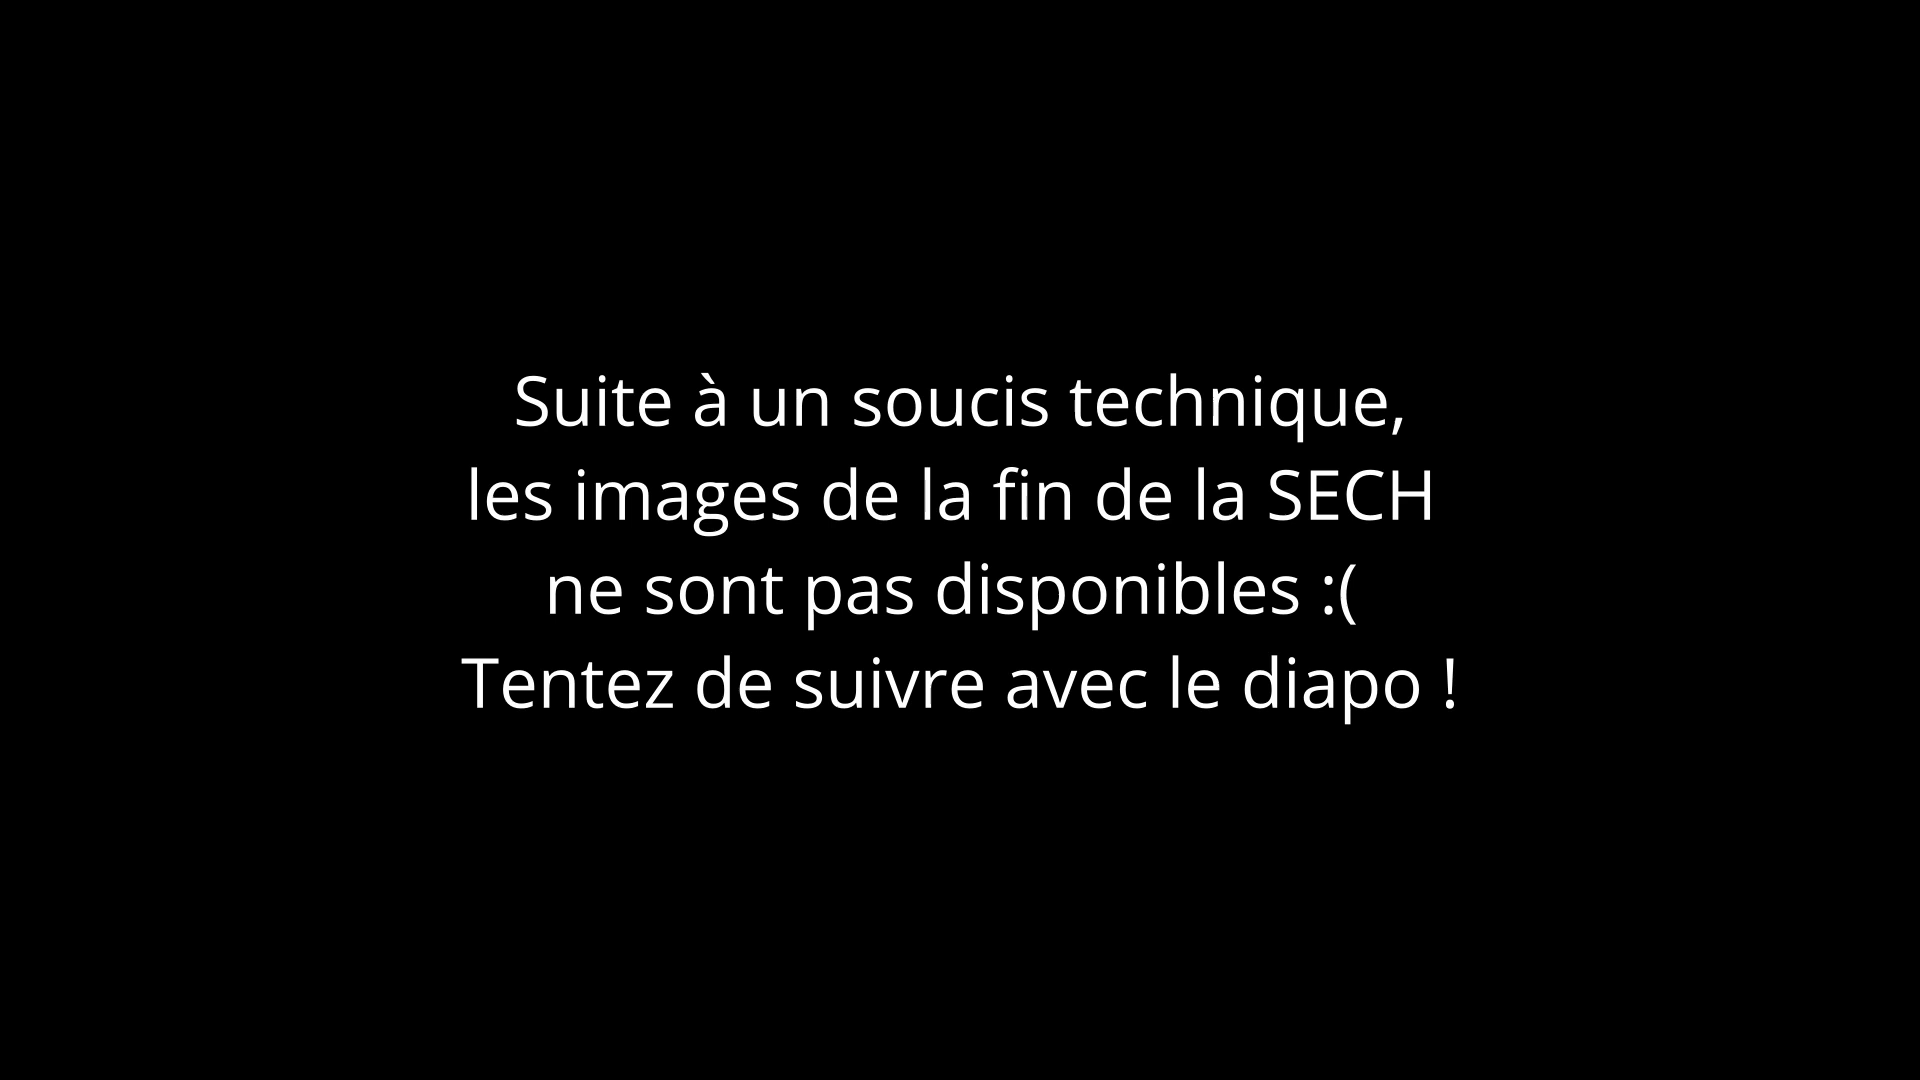 Suite à un soucis technique,
les images de la fin de la SECH
ne sont pas disponibles :(
Tentez de suivre avec le diapo !